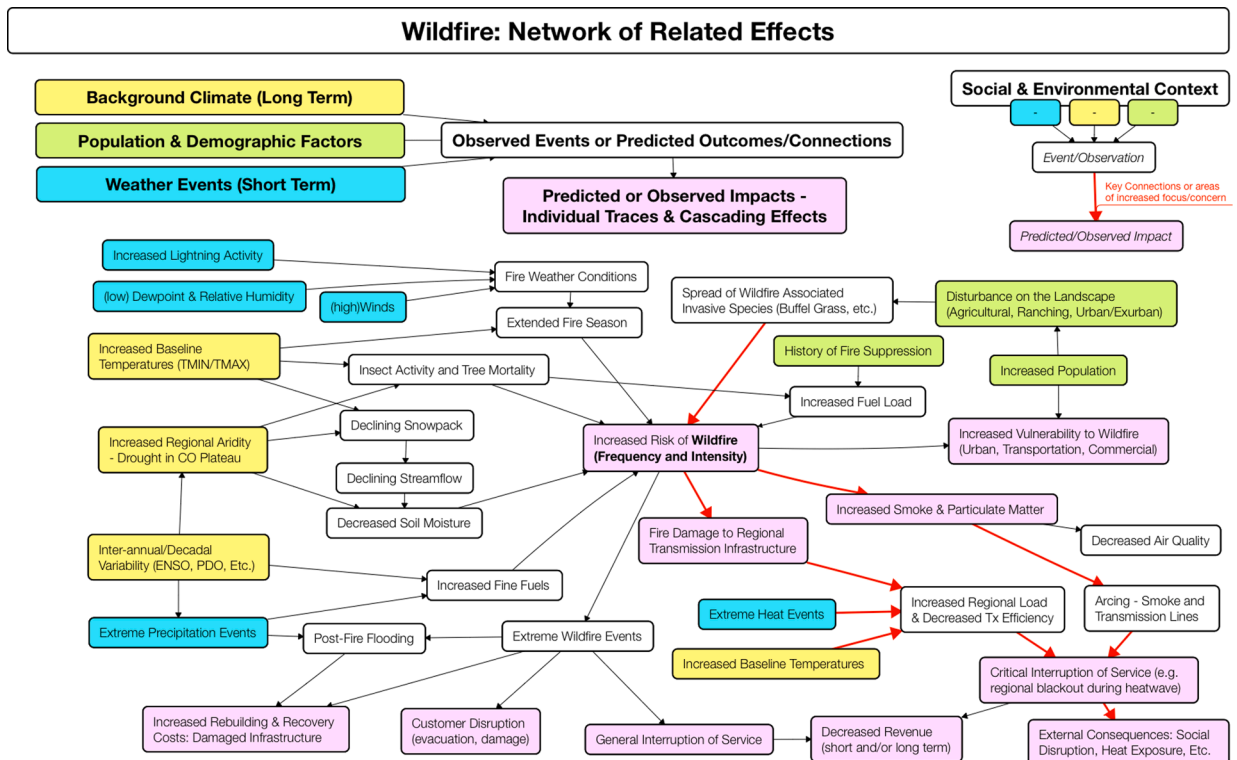 Wildfire: Network of Related Effects
Background Climate (Long Term)
Population & Demographic Factors
Weather Events (Short Term)
Observed Events or Predicted Outcomes/Connections
Predicted or Observed Impacts -
Individual Traces & Cascading Effects
Social & Environmental Context
-
-
-
Event/Observation
Key Connections or areas
of increased focus/concern
Predicted/Observed Impact
Increased Lightning Activity
(low) Dewpoint & Relative Humidity
(high)Winds
Fire Weather Conditions
Extended Fire Season
Spread of Wildfire Associated
Invasive Species (Buffel Grass, etc.)
Disturbance on the Landscape
(Agricultural, Ranching, Urban/Exurban)
Increased Baseline
Temperatures (TMIN/TMAX)
Insect Activity and Tree Mortality
History of Fire Suppression
Increased Population
Increased Fuel Load
Declining Snowpack
Increased Regional Aridity
- Drought in CO Plateau
Increased Risk of Wildfire
(Frequency and Intensity)
Increased Vulnerability to Wildfire
(Urban, Transportation, Commercial)
Declining Streamflow
Decreased Soil Moisture
Increased Smoke & Particulate Matter
Fire Damage to Regional
Transmission Infrastructure
Decreased Air Quality
Inter-annual/Decadal
Variability (ENSO, PDO, Etc.)
Increased Fine Fuels
Extreme Heat Events
Increased Regional Load
& Decreased Tx Efficiency
Arcing - Smoke and
Transmission Lines
Extreme Precipitation Events
Post-Fire Flooding
Extreme Wildfire Events
Increased Baseline Temperatures
Critical Interruption of Service (e.g.
regional blackout during heatwave)
Increased Rebuilding & Recovery
Costs: Damaged Infrastructure
Customer Disruption
(evacuation, damage)
General Interruption of Service
Decreased Revenue
(short and/or long term)
External Consequences: Social
Disruption, Heat Exposure, Etc.